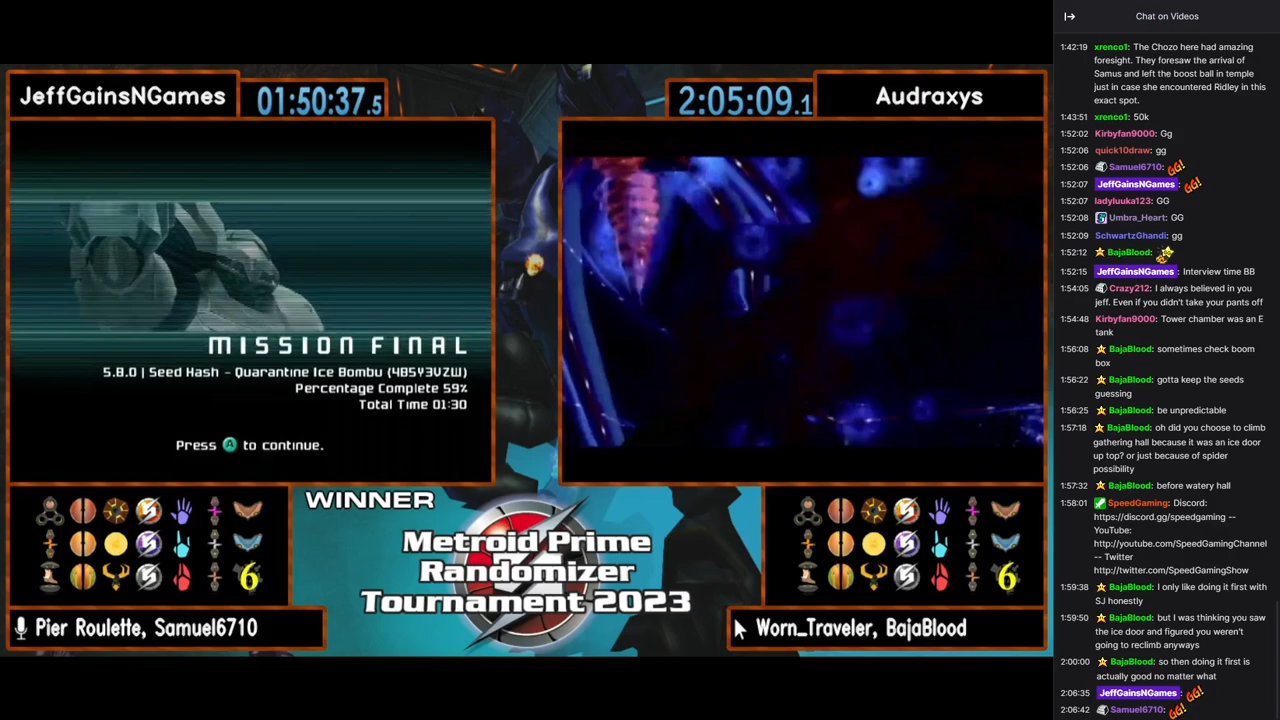 JeffGainsNGames
01:50:37.5
2:05:09.1
Audraxys
MISSION FINAL
5.8.0 | Seed Hash - Quarantine Ice Bombu (4B5Y3VZW)
Percentage Complete 59%
Total Time 01:30
Press A to continue.
WINNER
Metroid Prime
Randomizer
Tournament 2023
6
6
Pier Roulette, Samuel6710
Worn_Traveler, BajaBlood
Chat on Videos
1:42:19 xrenco1: The Chozo here had amazing
foresight. They foresaw the arrival of
Samus and left the boost ball in temple
just in case she encountered Ridley in this
exact spot.
1:43:51 xrenco1: 50k
1:52:02 Kirbyfan9000: Gg
1:52:06 quick10draw: gg
1:52:06 Samuel6710: GG!
1:52:07 JeffGainsNGames: GG!
1:52:07 ladyluuka123: GG
1:52:08 Umbra_Heart: GG
1:52:09 SchwartzGhandi: gg
1:52:12 BajaBlood:
1:52:15 JeffGainsNGames: Interview time BB
1:54:05 Crazy212: I always believed in you
jeff. Even if you didn't take your pants off
1:54:48 Kirbyfan9000: Tower chamber was an E
tank
1:56:08 BajaBlood: sometimes check boom
box
1:56:22 BajaBlood: gotta keep the seeds
guessing
1:56:25 BajaBlood: be unpredictable
1:57:18 BajaBlood: oh did you choose to climb
gathering hall because it was an ice door
up top? or just because of spider
possibility
1:57:32 BajaBlood: before watery hall
1:58:01 SpeedGaming: Discord:
https://discord.gg/speedgaming --
YouTube:
http://youtube.com/SpeedGamingChannel
-- Twitter
http://twitter.com/SpeedGamingShow
1:59:38 BajaBlood: I only like doing it first with
SJ honestly
1:59:50 BajaBlood: but I was thinking you saw
the ice door and figured you weren't
going to reclimb anyways
2:00:00 BajaBlood: so then doing it first is
actually good no matter what
2:06:35 JeffGainsNGames: GG!
2:06:42 Samuel6710: GG!